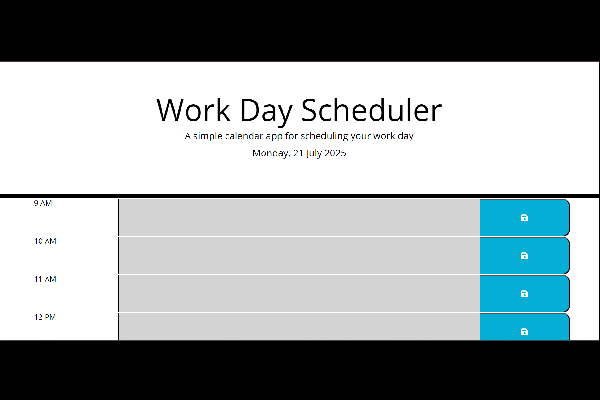 Work Day Scheduler
A simple calendar app for scheduling your work day
Monday, 21 July 2025
9 AM
10 AM
11 AM
12 PM